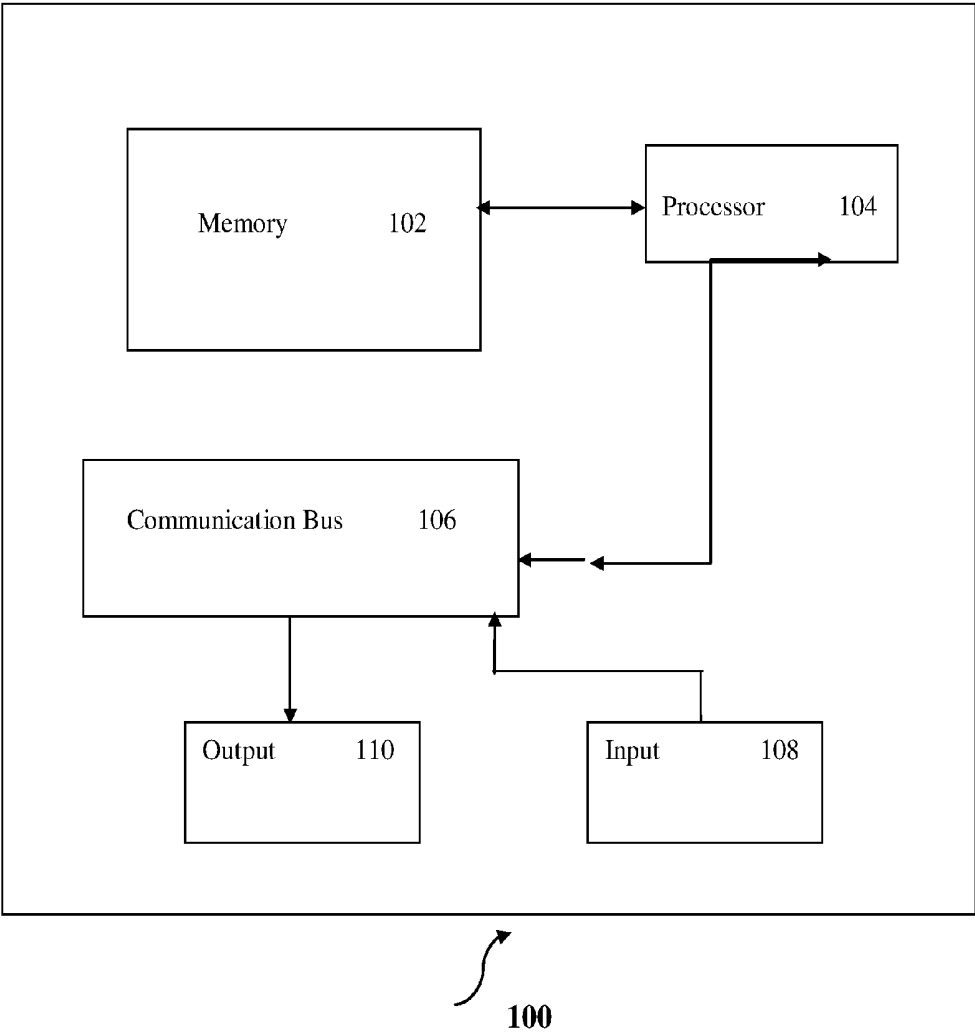 Memory 102
Processor 104
Communication Bus 106
Output 110
Input 108
100